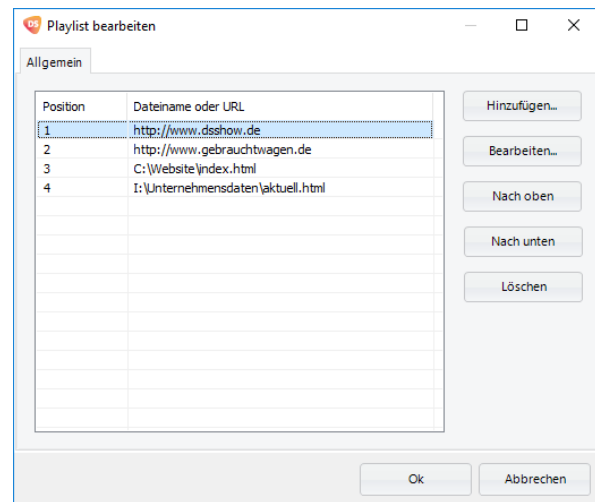 DS Playlist bearbeiten
Allgemein
Position Dateiname oder URL
1 http://www.dsshow.de
2 http://www.gebrauchtwagen.de
3 C:\Website\index.html
4 I:\Unternehmensdaten\aktuell.html
Hinzufügen...
Bearbeiten...
Nach oben
Nach unten
Löschen
Ok Abbrechen